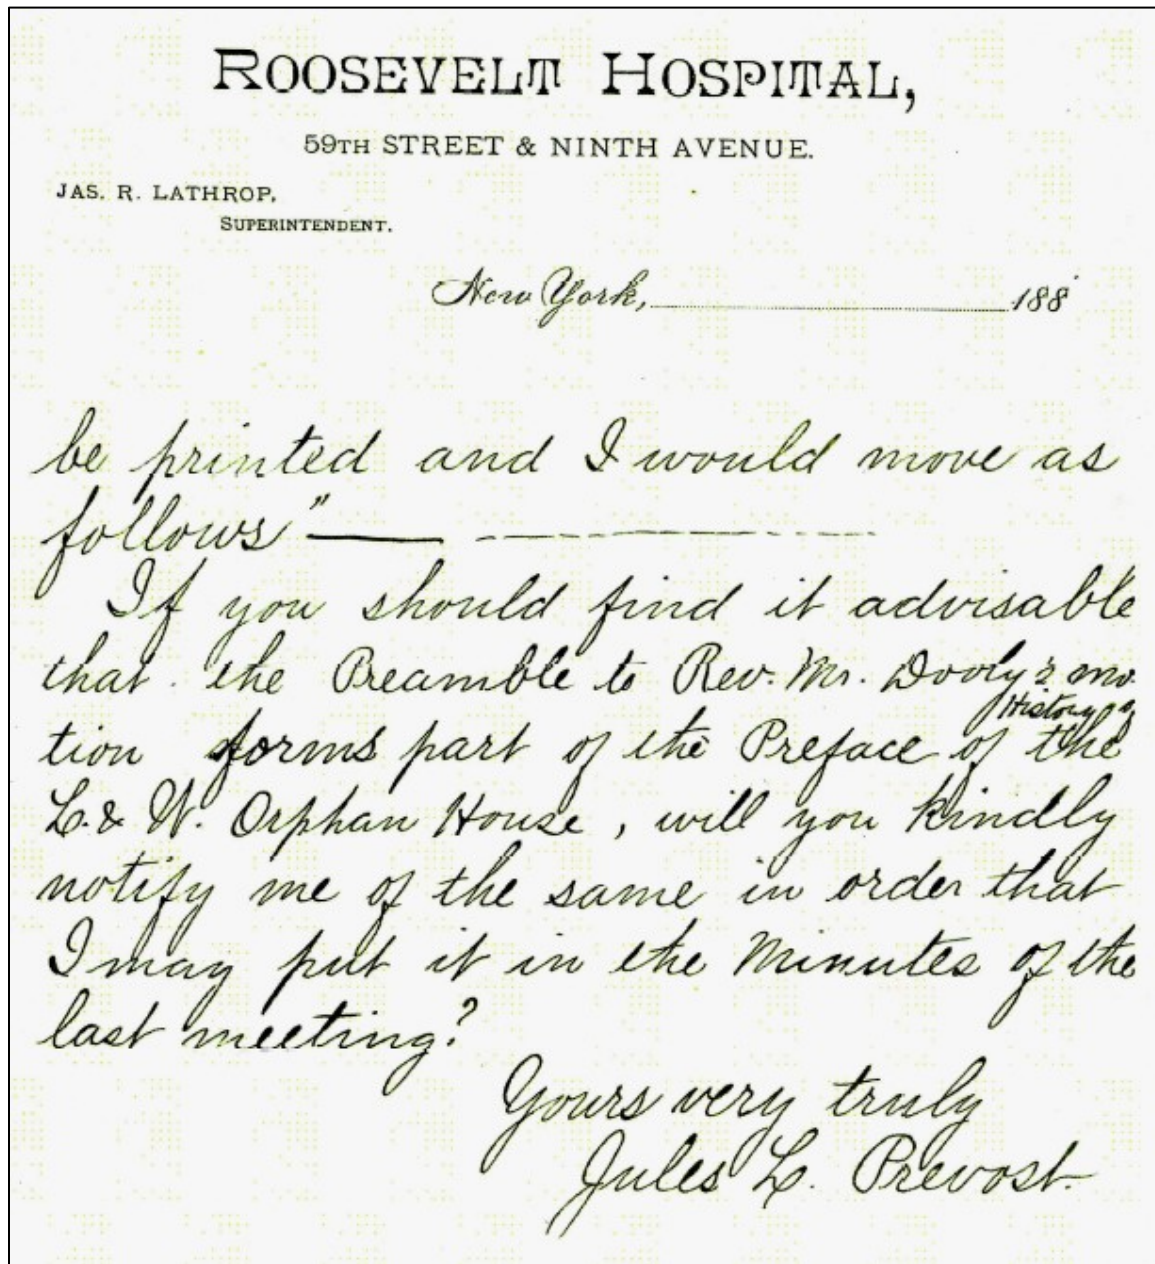 ROOSEVELT HOSPITAL,
59TH STREET & NINTH AVENUE.
JAS. R. LATHROP,
SUPERINTENDENT.
New York, 188
be printed and I would move as
follows"
If you should find it advisable
that the Preamble to Rev. Mr. Dooly's mo-
History of
tion forms part of the Preface of the
L. & W. Orphan House, will you kindly
notify me of the same in order that
I may put it in the Minutes of the
last meeting?
Yours very truly
Jules L. Prevost.